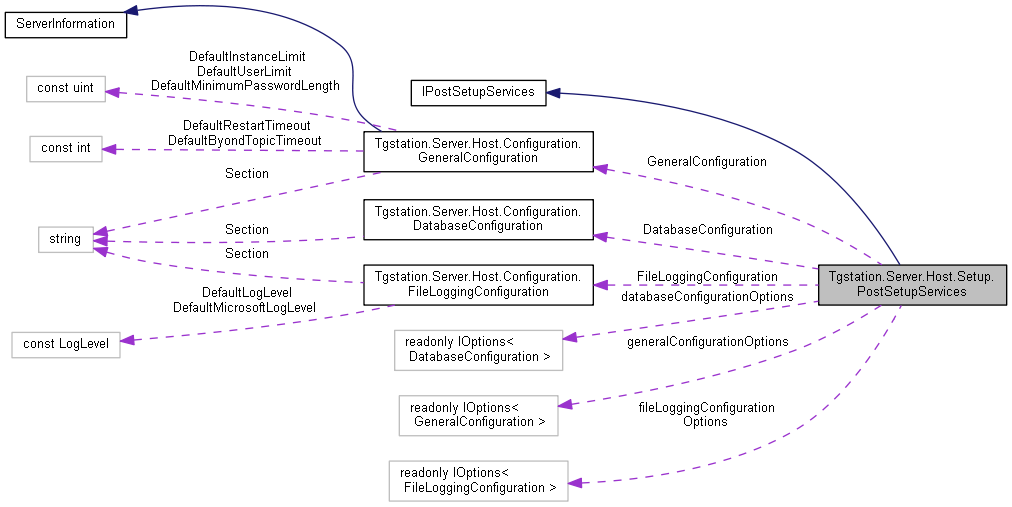 ServerInformation
DefaultInstanceLimit
DefaultUserLimit
DefaultMinimumPasswordLength
const uint
IPostSetupServices
DefaultRestartTimeout
DefaultByondTopicTimeout
const int
Tgstation.Server.Host.Configuration.
GeneralConfiguration
GeneralConfiguration
Section
Tgstation.Server.Host.Configuration.
DatabaseConfiguration
DatabaseConfiguration
Section
string
Section
Tgstation.Server.Host.Configuration.
FileLoggingConfiguration
FileLoggingConfiguration
databaseConfigurationOptions
Tgstation.Server.Host.Setup.
PostSetupServices
DefaultLogLevel
DefaultMicrosoftLogLevel
const LogLevel
readonly IOptions<
DatabaseConfiguration >
generalConfigurationOptions
readonly IOptions<
GeneralConfiguration >
fileLoggingConfiguration
Options
readonly IOptions<
FileLoggingConfiguration >